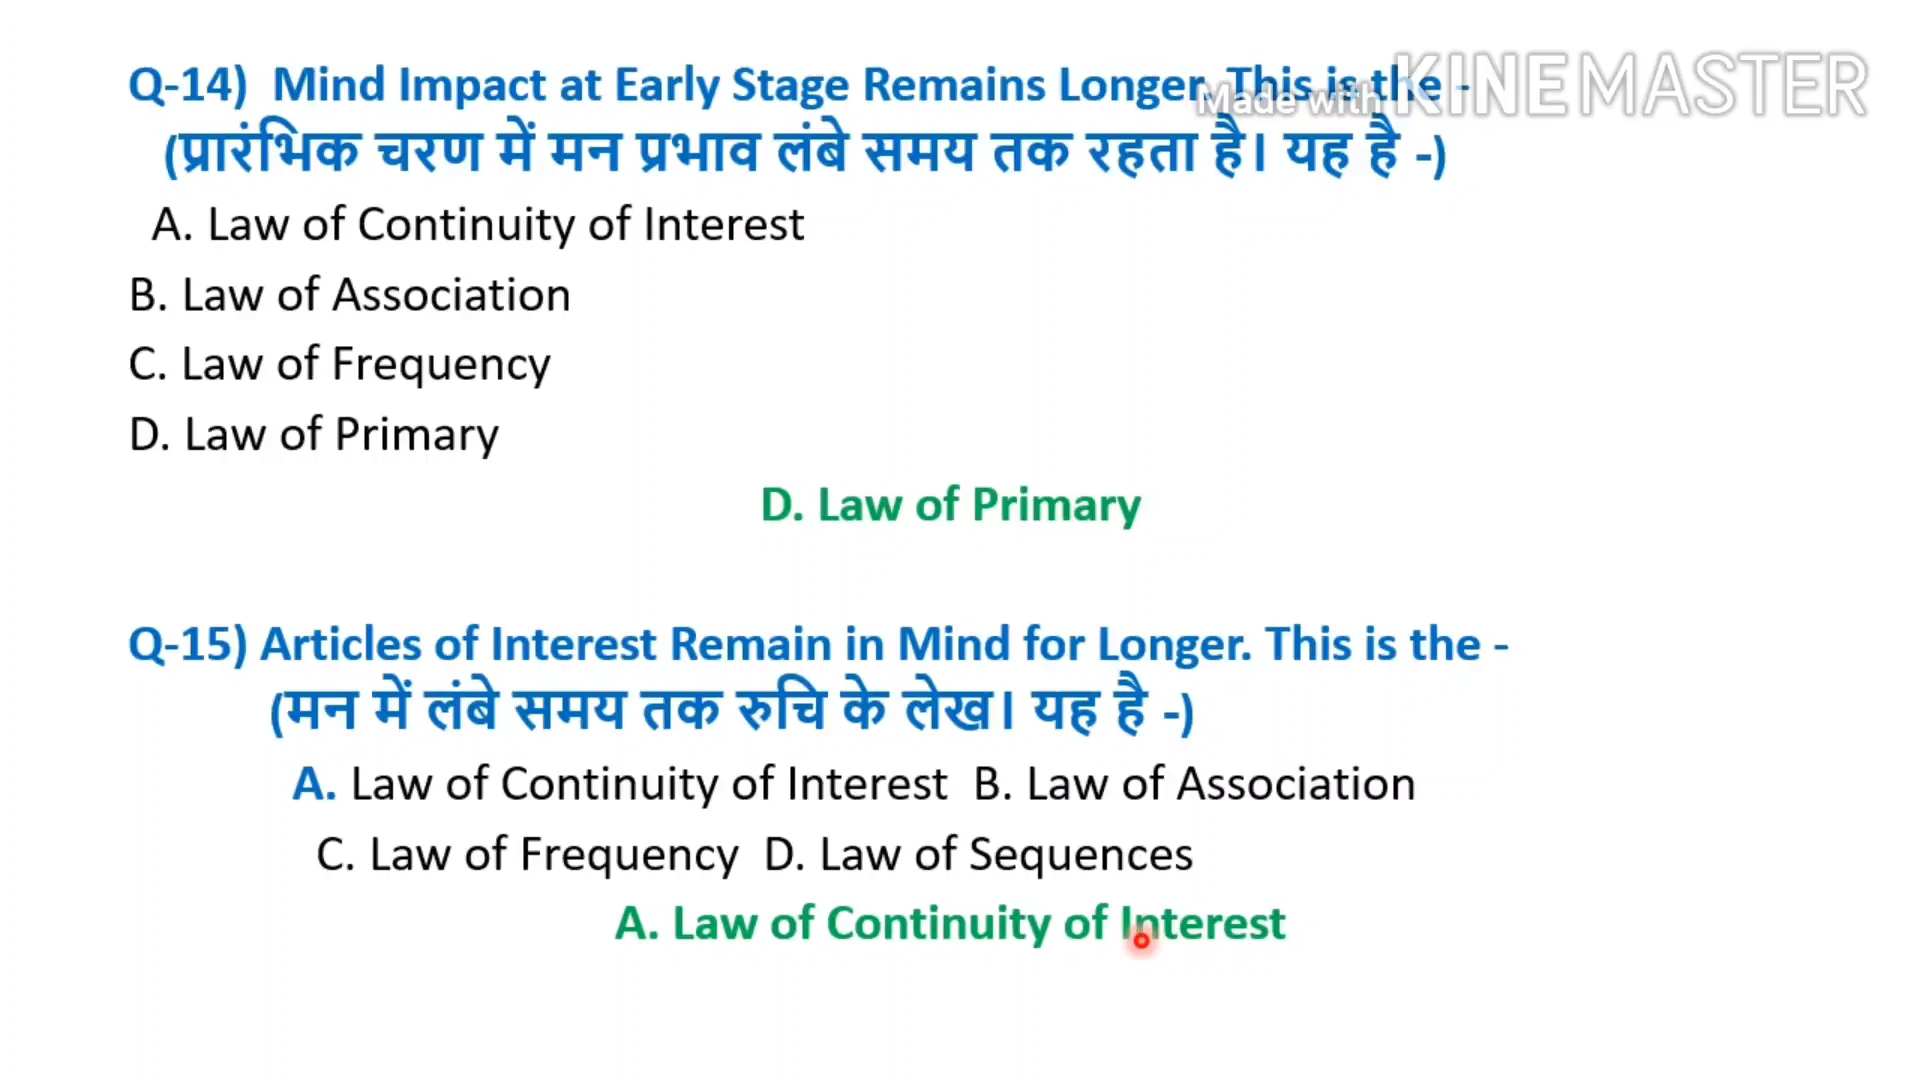 Q-14) Mind Impact at Early Stage Remains Longer. This is the -
Made with KINEMASTER
(प्रारंभिक चरण में मन प्रभाव लंबे समय तक रहता है। यह है -)
A. Law of Continuity of Interest
B. Law of Association
C. Law of Frequency
D. Law of Primary
D. Law of Primary
Q-15) Articles of Interest Remain in Mind for Longer. This is the -
(मन में लंबे समय तक रुचि के लेख। यह है -)
A. Law of Continuity of Interest B. Law of Association
C. Law of Frequency D. Law of Sequences
A. Law of Continuity of Interest